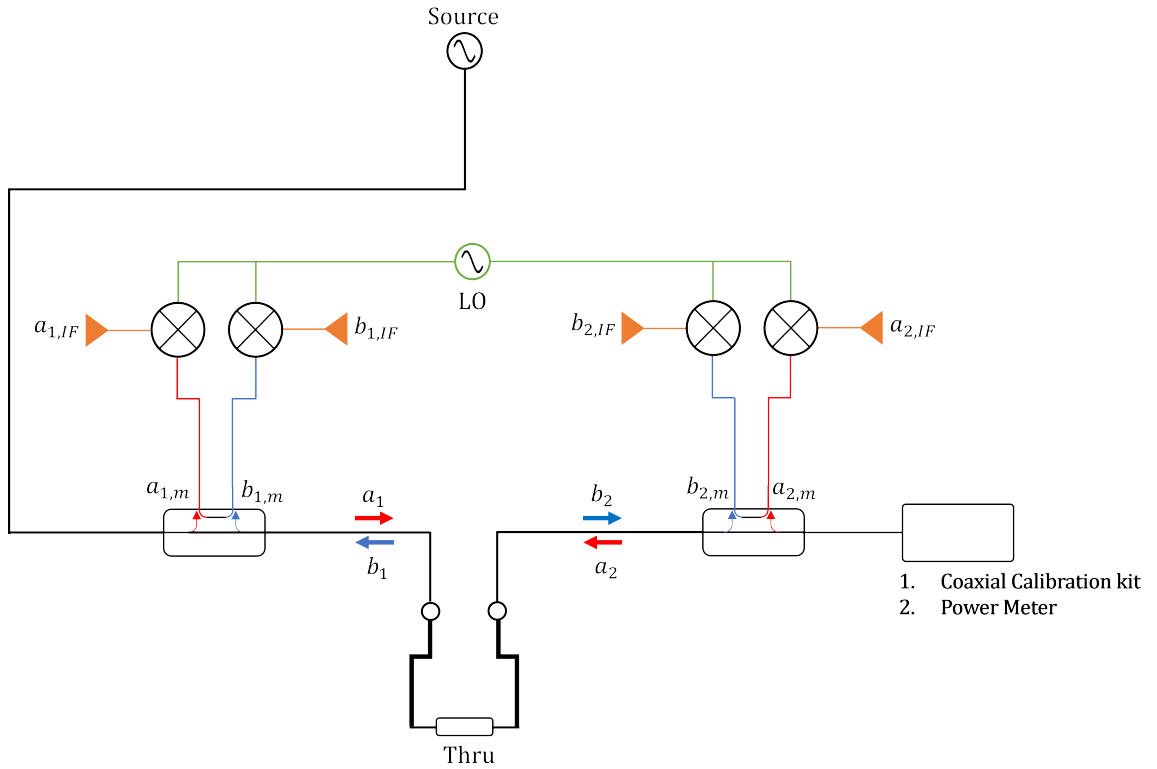 Source
LO
a₁,IF
b₁,IF
b₂,IF
a₂,IF
a₁,m
b₁,m
a₁
b₁
b₂
a₂
b₂,m
a₂,m
1. Coaxial Calibration kit
2. Power Meter
Thru